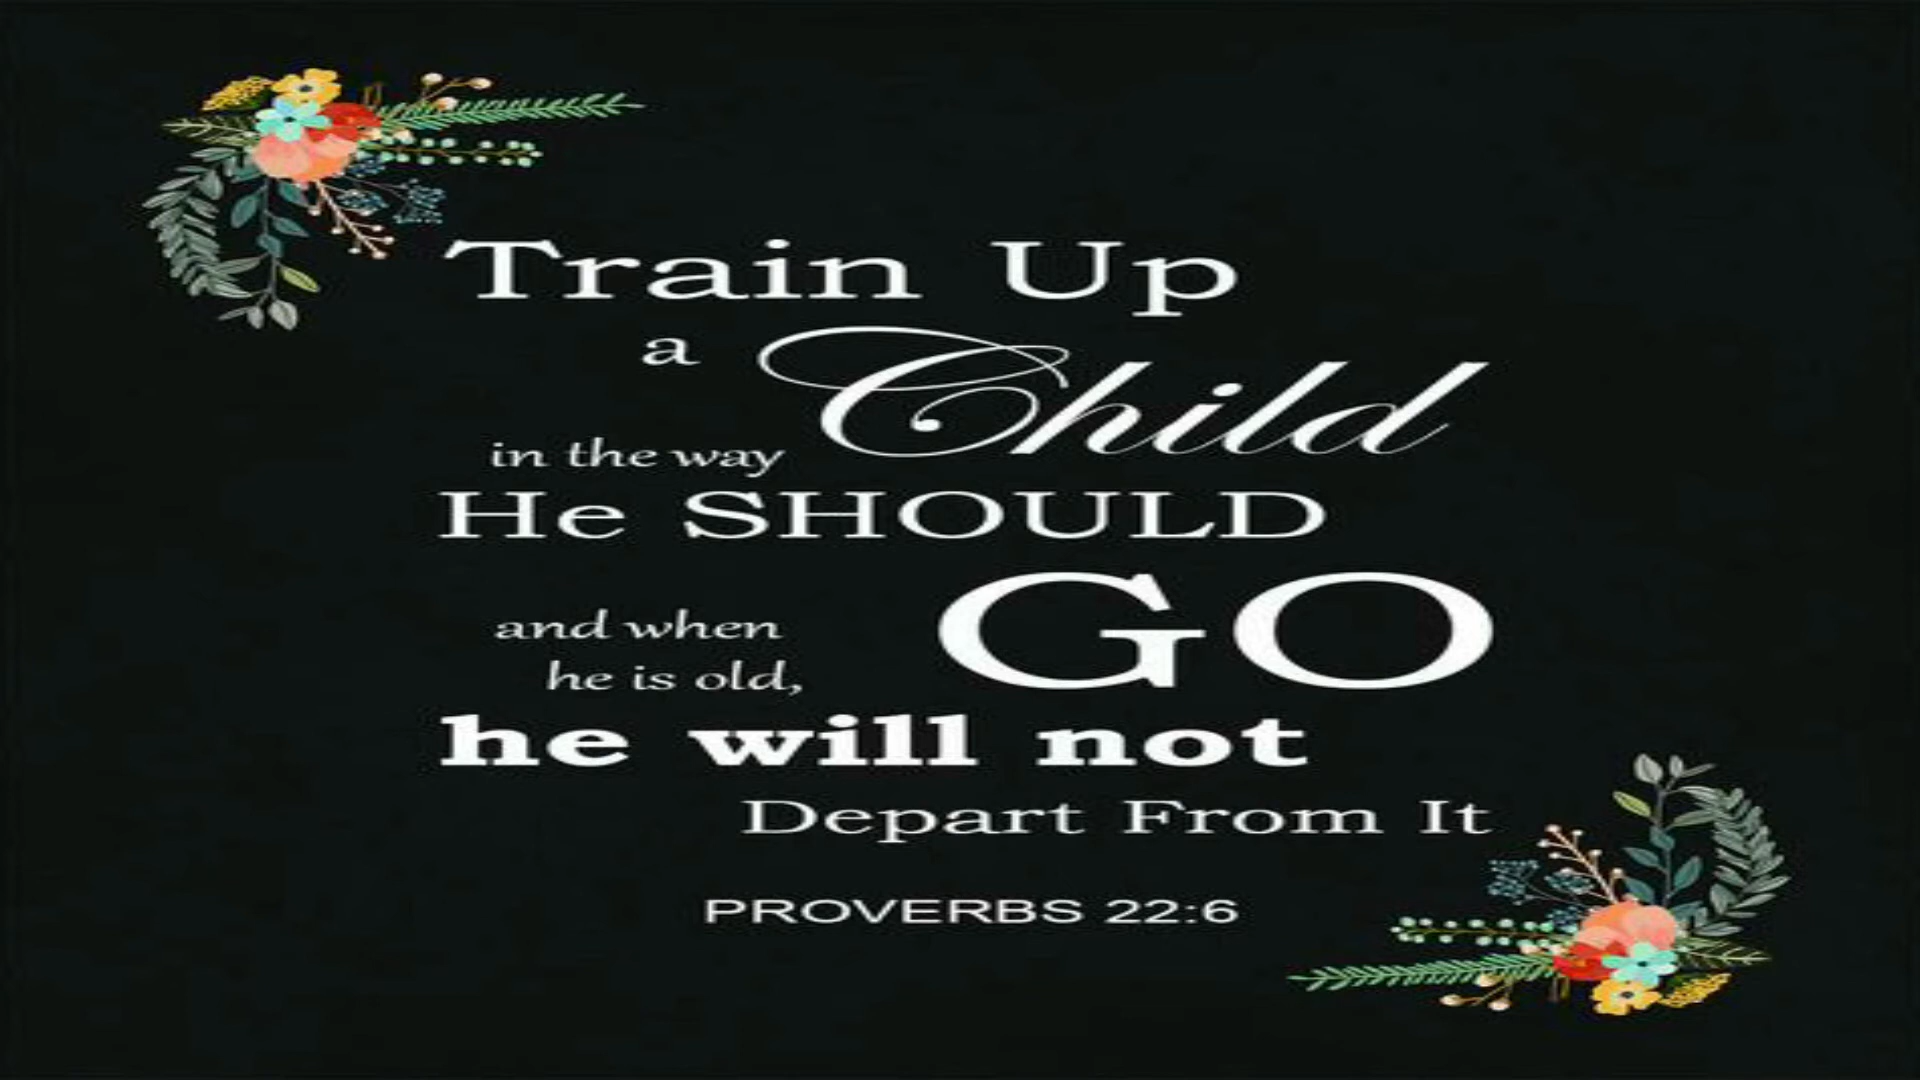 Train Up
a Child
in the way
He SHOULD
GO
and when
he is old,
he will not
Depart From It
PROVERBS 22:6